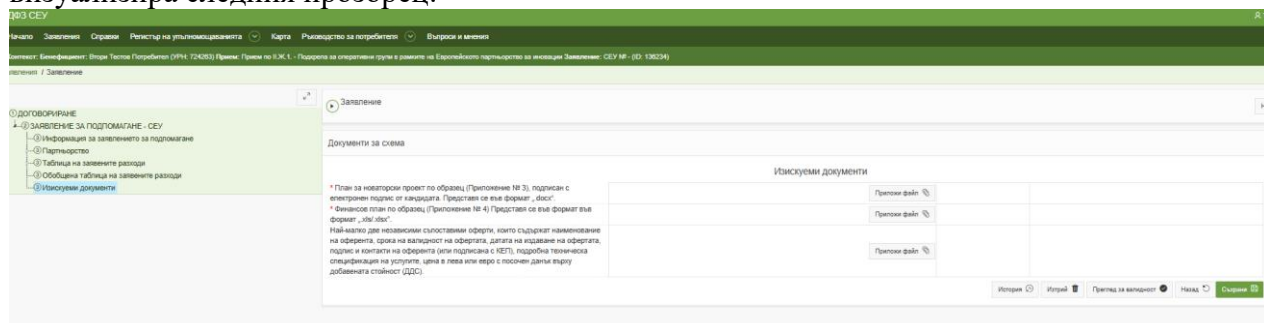 визуализира следния прозорец:
ДФЗ СЕУ
Начало Заявления Справки Регистър на упълномощаванията Карта Ръководство за потребителя Въпроси и мнения
Контекст: Бенефициент: Втори Тестов Потребител (УРН: 724263) Прием: Прием по II.Ж.1. - Подкрепа за оперативни групи в рамките на Европейското партньорство за иновации Заявление: СЕУ № - (ID: 136234)
Заявления / Заявление
ДОГОВОРИРАНЕ
ЗАЯВЛЕНИЕ ЗА ПОДПОМАГАНЕ - СЕУ
Информация за заявлението за подпомагане
Партньорство
Таблица на заявените разходи
Обобщена таблица на заявените разходи
Изискуеми документи
Заявление
Документи за схема
Изискуеми документи
* План за новаторски проект по образец (Приложение № 3), подписан с
електронен подпис от кандидата. Представя се във формат „.docx“.
Приложи файл
* Финансов план по образец (Приложение № 4) Представя се във формат във
формат „.xls/.xlsx“.
Приложи файл
Най-малко две независими съпоставими оферти, които съдържат наименование
на оферента, срока на валидност на офертата, датата на издаване на офертата,
подпис и контакти на оферента (или подписана с КЕП), подробна техническа
спецификация на услугите, цена в лева или евро с посочен данък върху
добавената стойност (ДДС).
Приложи файл
История Изтрий Преглед за валидност Назад Съхрани